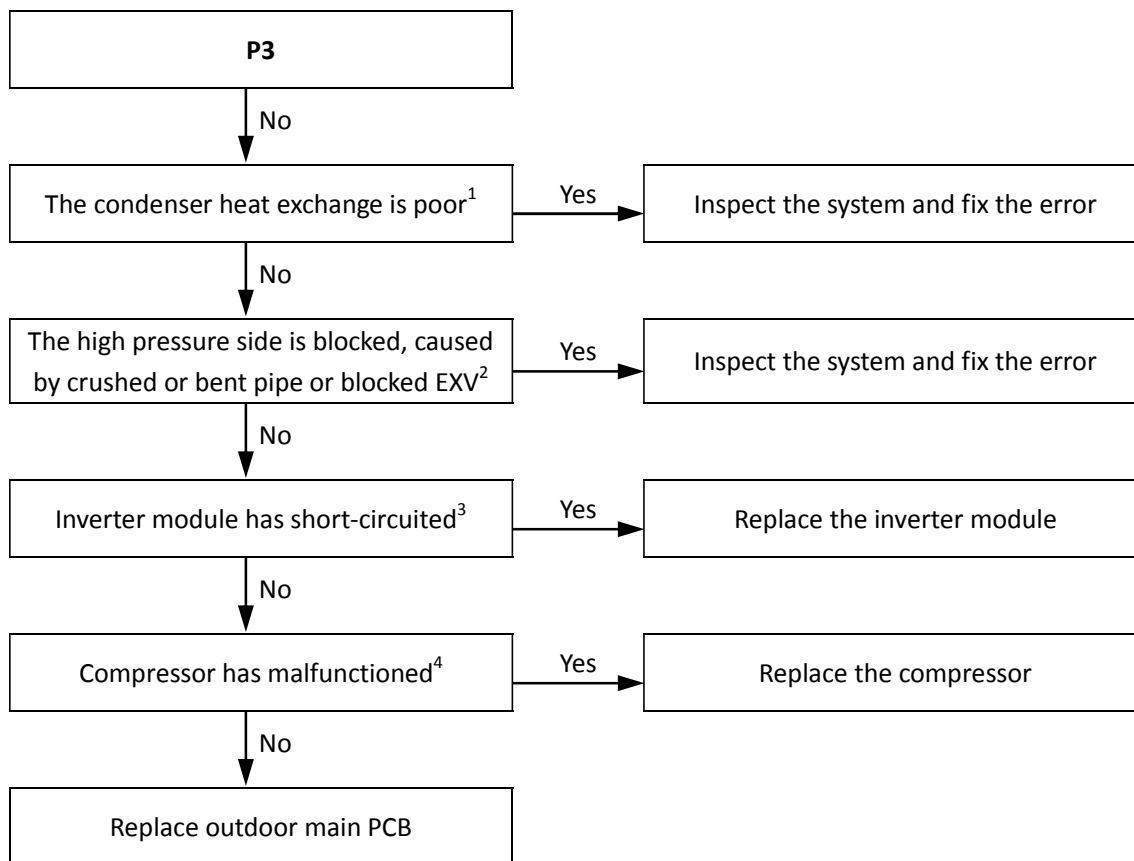 P3
No
The condenser heat exchange is poor1
Yes
Inspect the system and fix the error
No
The high pressure side is blocked, caused
by crushed or bent pipe or blocked EXV2
Yes
Inspect the system and fix the error
No
Inverter module has short-circuited3
Yes
Replace the inverter module
No
Compressor has malfunctioned4
Yes
Replace the compressor
No
Replace outdoor main PCB